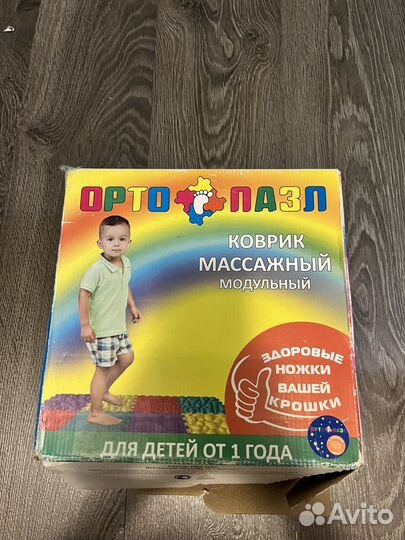 ОРТО ПАЗЛ
КОВРИК
МАССАЖНЫЙ
МОДУЛЬНЫЙ
ЗДОРОВЫЕ
НОЖКИ
ВАШЕЙ
КРОШКИ
ДЛЯ ДЕТЕЙ ОТ 1 ГОДА
Avito